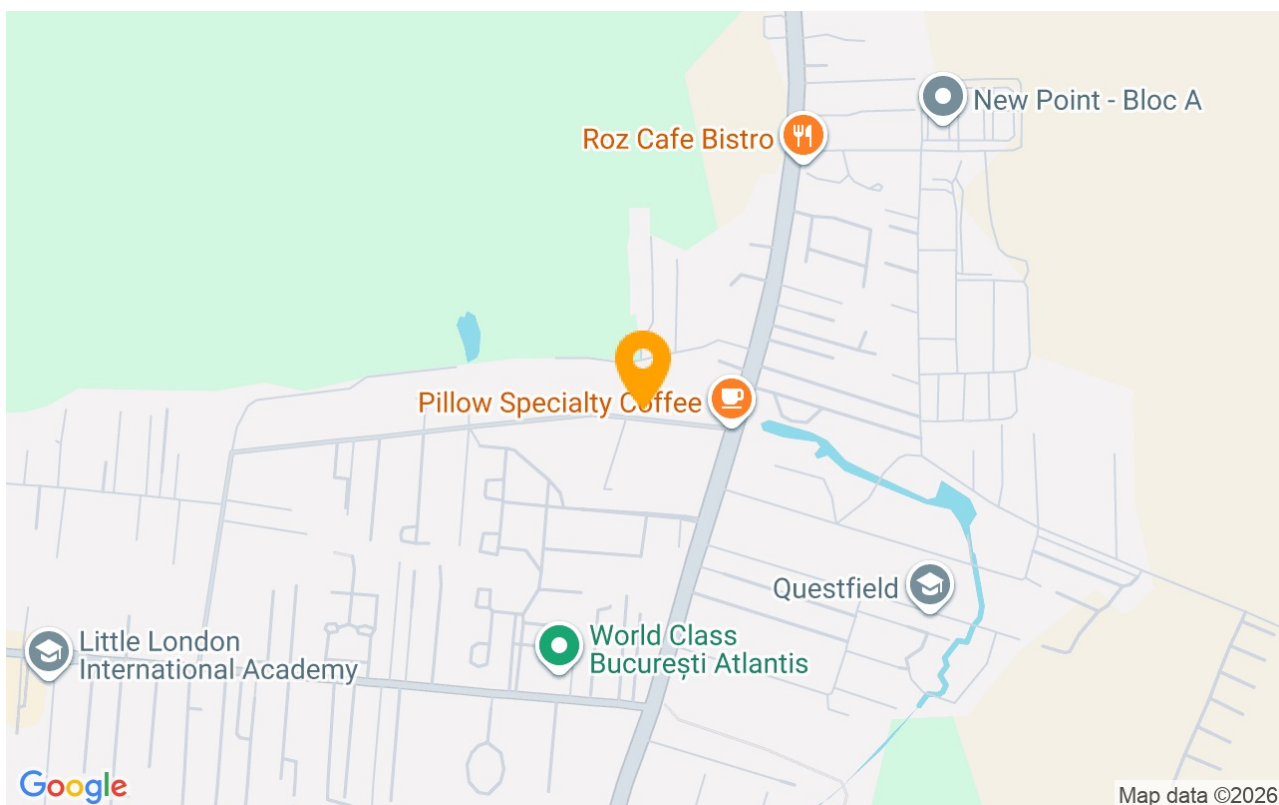 New Point - Bloc A
Roz Cafe Bistro
Pillow Specialty Coffee
Questfield
World Class
București Atlantis
Little London
International Academy
Google
Map data ©2026